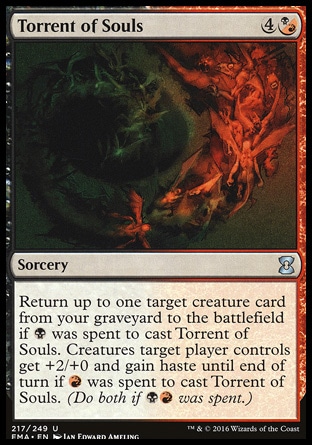 Torrent of Souls 4
Sorcery
Return up to one target creature card
from your graveyard to the battlefield
if was spent to cast Torrent of
Souls. Creatures target player controls
get +2/+0 and gain haste until end of
turn if was spent to cast Torrent of
Souls. (Do both if was spent.)
217/249 U
EMA • EN Ian Edward Ameling
™ & © 2016 Wizards of the Coast